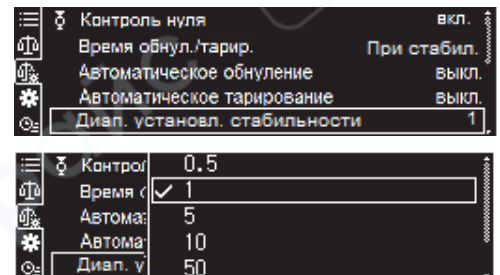 Контроль нуля вкл.
Время обнул./тарир. При стабил.
Автоматическое обнуление выкл.
Автоматическое тарирование выкл.
Диап. установл. стабильности 1
Контрол 0.5
Время 1
Автома 5
Автома 10
Диап. у 50